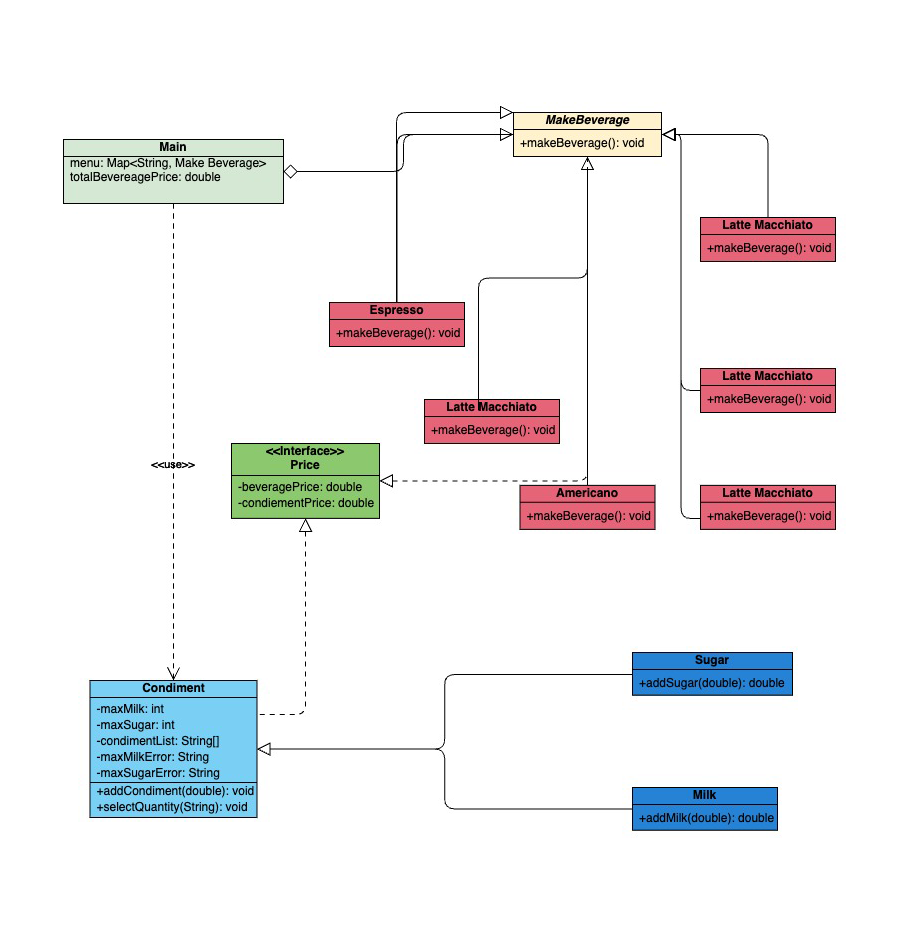 MakeBeverage
+makeBeverage(): void
Main
menu: Map<String, Make Beverage>
totalBevereagePrice: double
Latte Macchiato
+makeBeverage(): void
Espresso
+makeBeverage(): void
Latte Macchiato
+makeBeverage(): void
Latte Macchiato
+makeBeverage(): void
<<use>>
<<Interface>>
Price
-beveragePrice: double
-condiementPrice: double
Americano
+makeBeverage(): void
Latte Macchiato
+makeBeverage(): void
Condiment
-maxMilk: int
-maxSugar: int
-condimentList: String[]
-maxMilkError: String
-maxSugarError: String
+addCondiment(double): void
+selectQuantity(String): void
Sugar
+addSugar(double): double
Milk
+addMilk(double): double